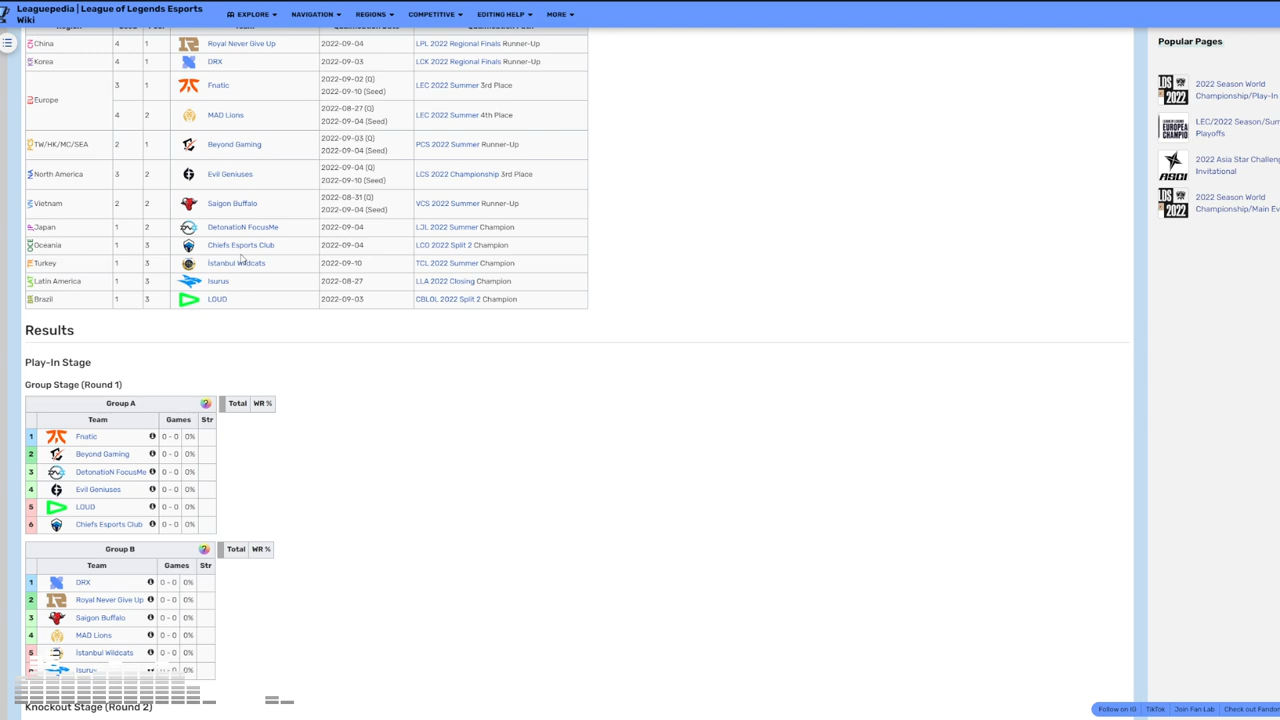 Leaguepedia | League of Legends Esports
Wiki
EXPLORE NAVIGATION REGIONS COMPETITIVE EDITING HELP MORE
China 4 1 Royal Never Give Up 2022-09-04 LPL 2022 Regional Finals Runner-Up
Korea 4 1 DRX 2022-09-03 LCK 2022 Regional Finals Runner-Up
Europe 3 1 Fnatic 2022-09-02 (Q) 2022-09-10 (Seed) LEC 2022 Summer 3rd Place
4 2 MAD Lions 2022-08-27 (Q) 2022-09-04 (Seed) LEC 2022 Summer 4th Place
TW/HK/MC/SEA 2 1 Beyond Gaming 2022-09-03 (Q) 2022-09-04 (Seed) PCS 2022 Summer Runner-Up
North America 3 2 Evil Geniuses 2022-09-04 (Q) 2022-09-10 (Seed) LCS 2022 Championship 3rd Place
Vietnam 2 2 Saigon Buffalo 2022-08-31 (Q) 2022-09-04 (Seed) VCS 2022 Summer Runner-Up
Japan 1 2 DetonatioN FocusMe 2022-09-04 LJL 2022 Summer Champion
Oceania 1 3 Chiefs Esports Club 2022-09-04 LCO 2022 Split 2 Champion
Turkey 1 3 İstanbul Wildcats 2022-09-10 TCL 2022 Summer Champion
Latin America 1 3 Isurus 2022-08-27 LLA 2022 Closing Champion
Brazil 1 3 LOUD 2022-09-03 CBLOL 2022 Split 2 Champion
Results
Play-In Stage
Group Stage (Round 1)
Group A Total WR %
Team Games Str
1 Fnatic 0 - 0 0%
2 Beyond Gaming 0 - 0 0%
3 DetonatioN FocusMe 0 - 0 0%
4 Evil Geniuses 0 - 0 0%
5 LOUD 0 - 0 0%
6 Chiefs Esports Club 0 - 0 0%
Group B Total WR %
Team Games Str
1 DRX 0 - 0 0%
2 Royal Never Give Up 0 - 0 0%
3 Saigon Buffalo 0 - 0 0%
4 MAD Lions 0 - 0 0%
5 İstanbul Wildcats 0 - 0 0%
Isurus 0 - 0 0%
Knockout Stage (Round 2)
Popular Pages
2022 Season World
Championship/Play-In
LEC/2022 Season/Sum
Playoffs
2022 Asia Star Challeng
Invitational
2022 Season World
Championship/Main Ev
Follow on IG TikTok Join Fan Lab Check out Fandom